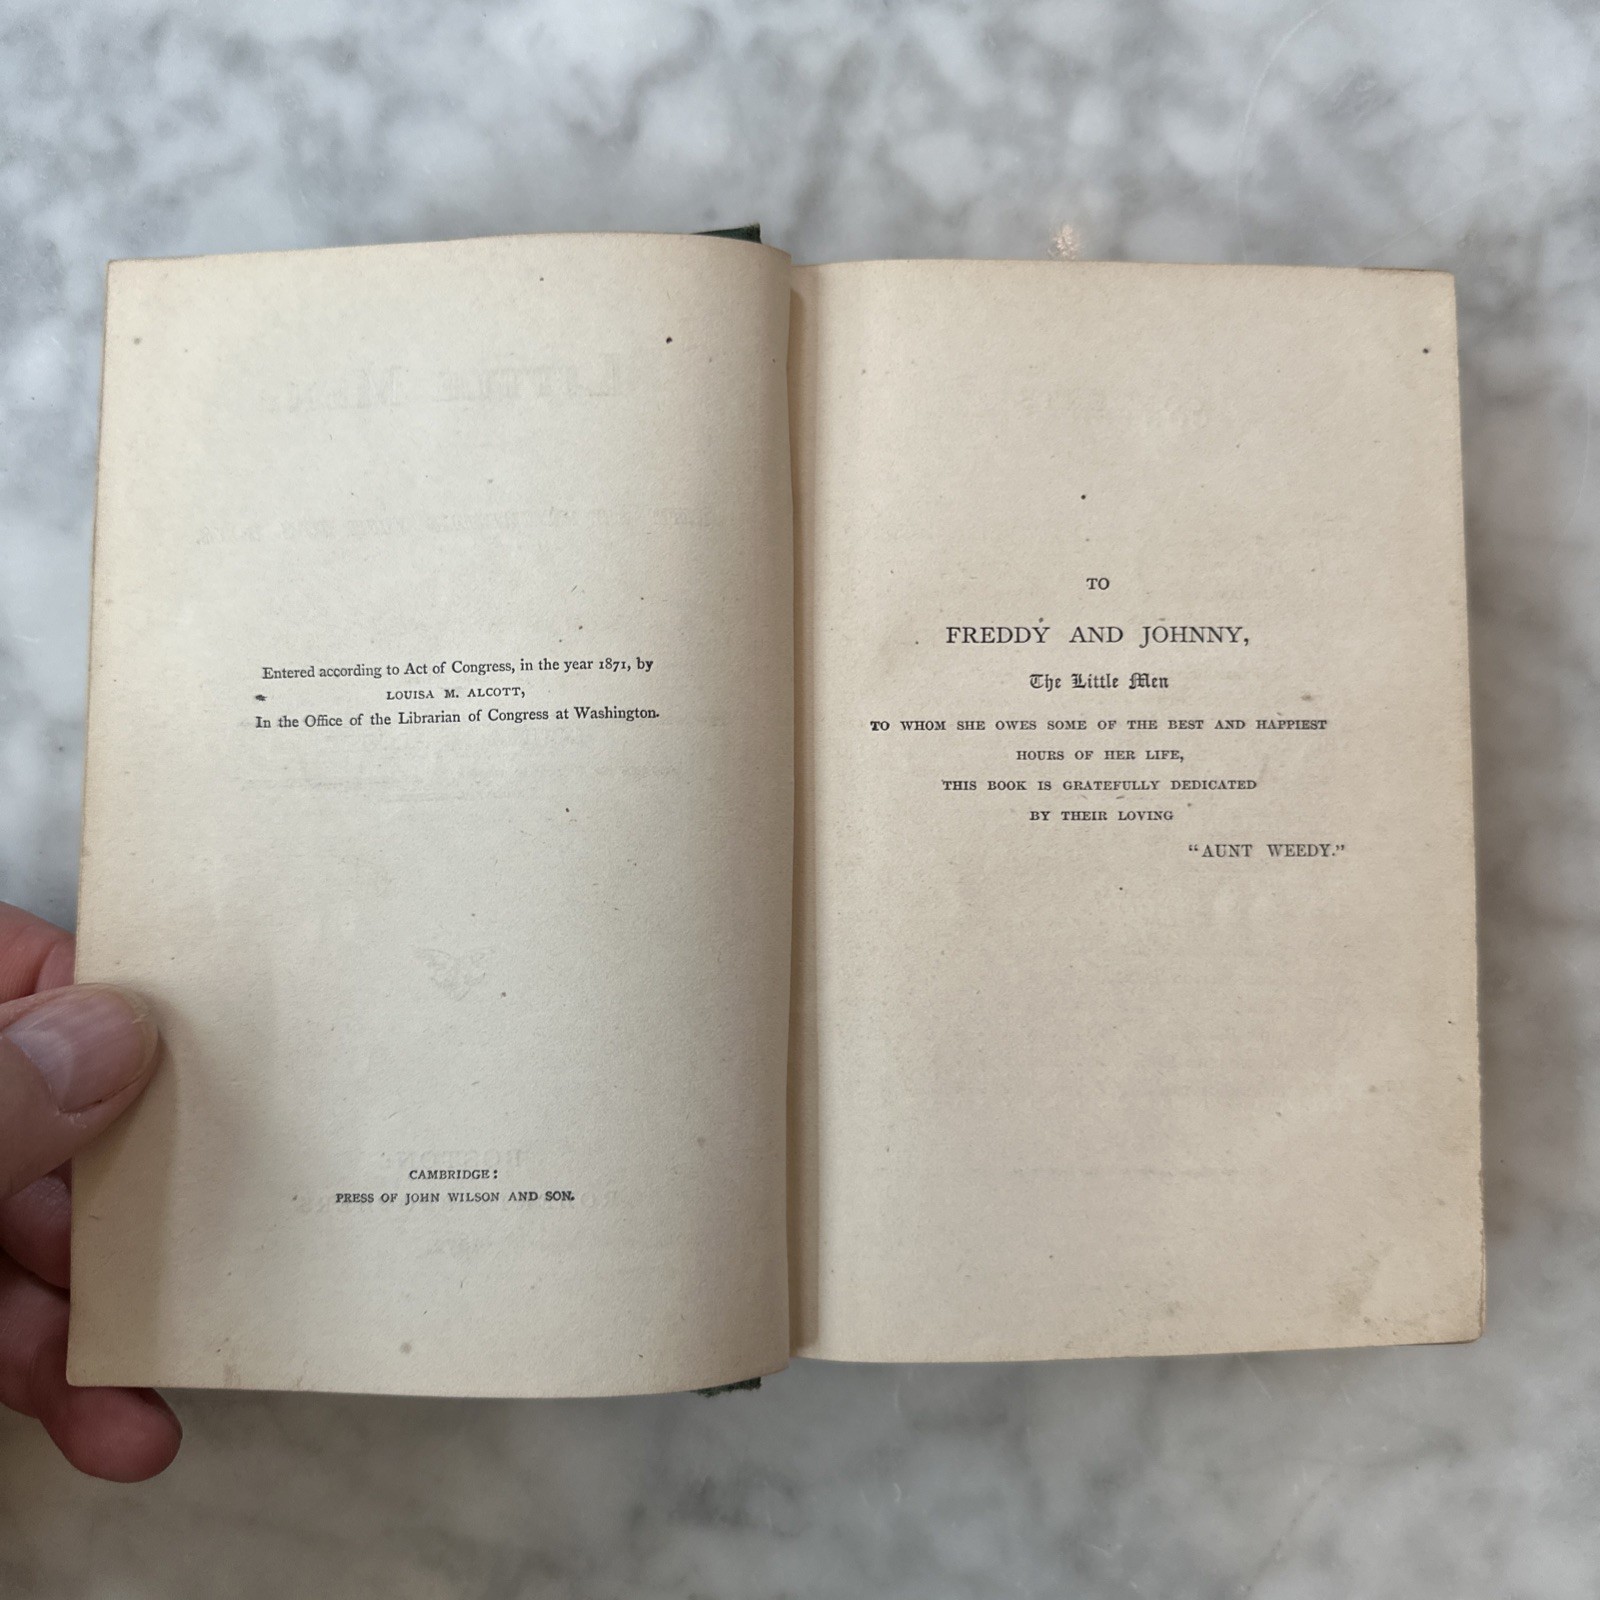 Entered according to Act of Congress, in the year 1871, by
LOUISA M. ALCOTT,
In the Office of the Librarian of Congress at Washington.
CAMBRIDGE:
PRESS OF JOHN WILSON AND SON.
TO
FREDDY AND JOHNNY,
The Little Men
TO WHOM SHE OWES SOME OF THE BEST AND HAPPIEST
HOURS OF HER LIFE,
THIS BOOK IS GRATEFULLY DEDICATED
BY THEIR LOVING
“AUNT WEEDY.”